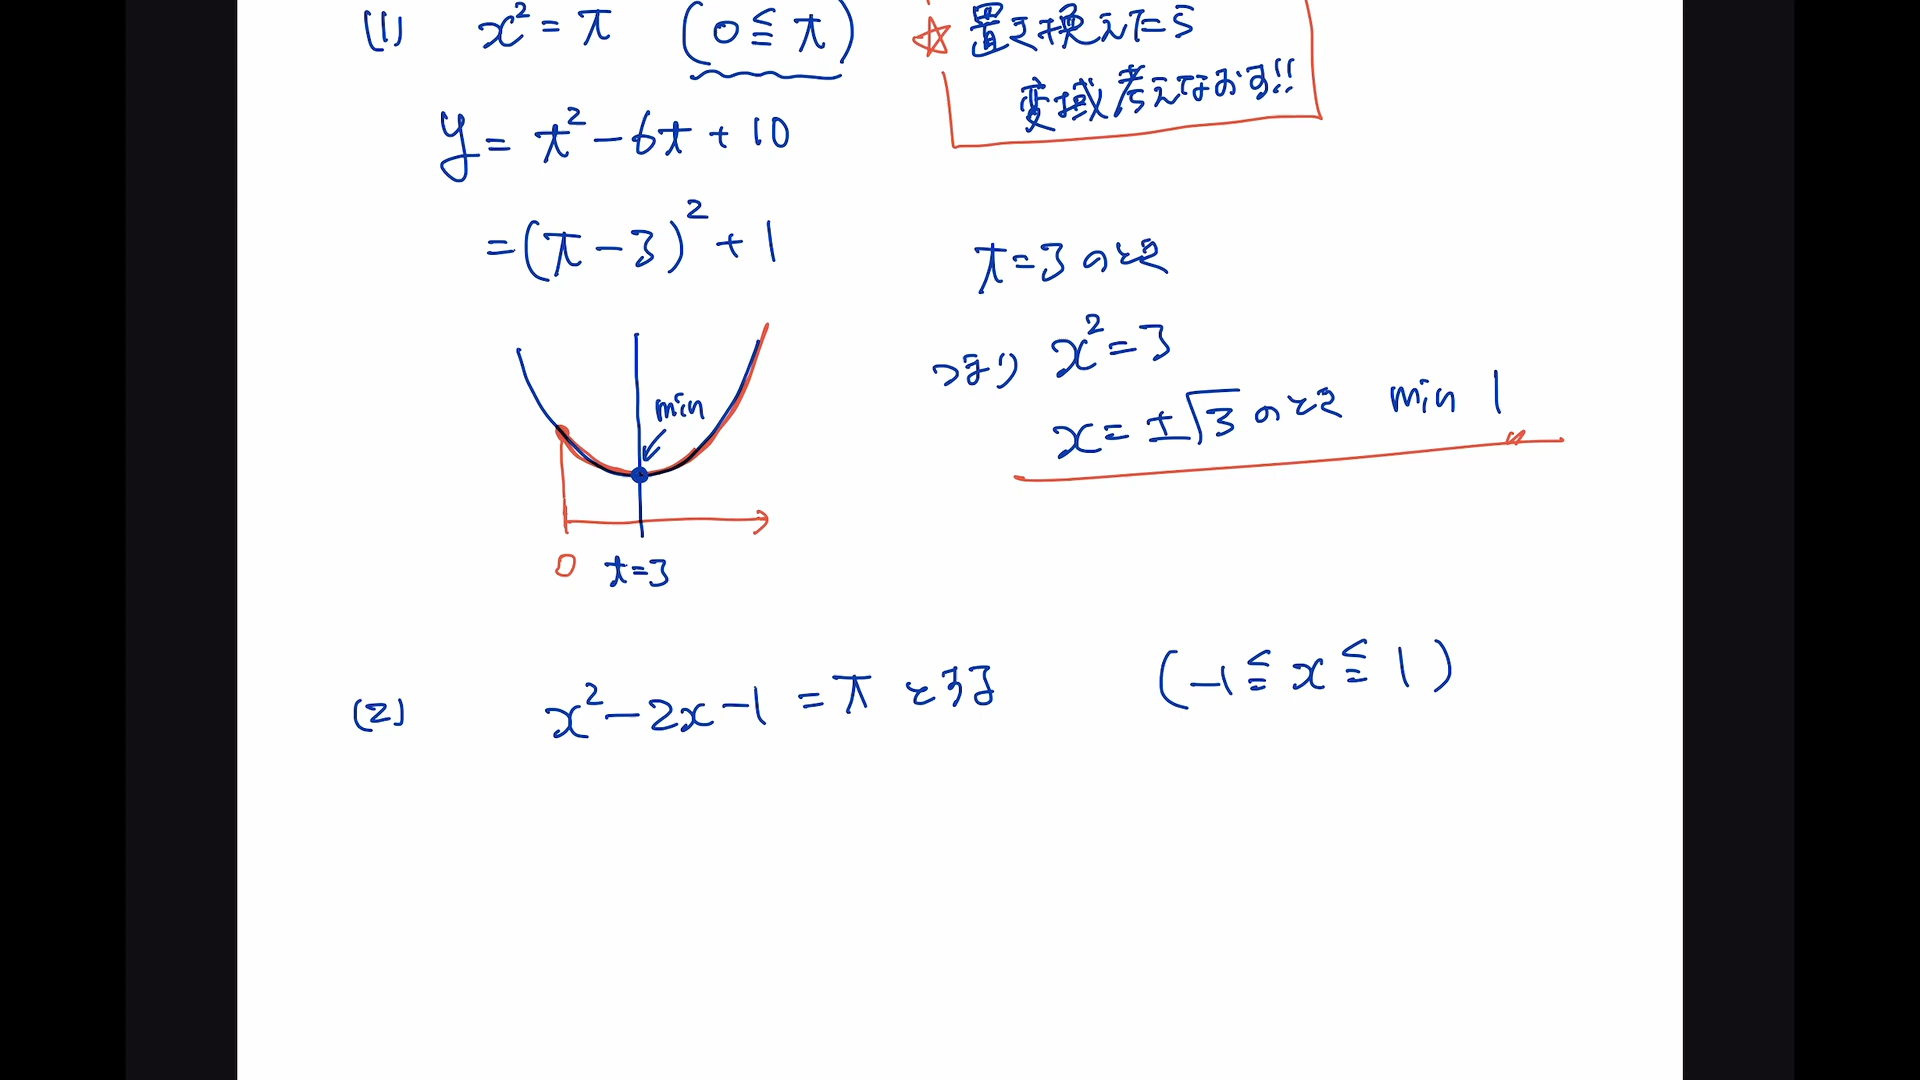 (1) x² = t (0 ≦ t)
☆ 置き換えたら
変域考えなおす!!
y = t² - 6t + 10
= (t - 3)² + 1
t = 3 のとき
つまり x² = 3
x = ±√3 のとき min 1
min
0 t=3
(2) x² - 2x - 1 = t とする (-1 ≦ x ≦ 1)